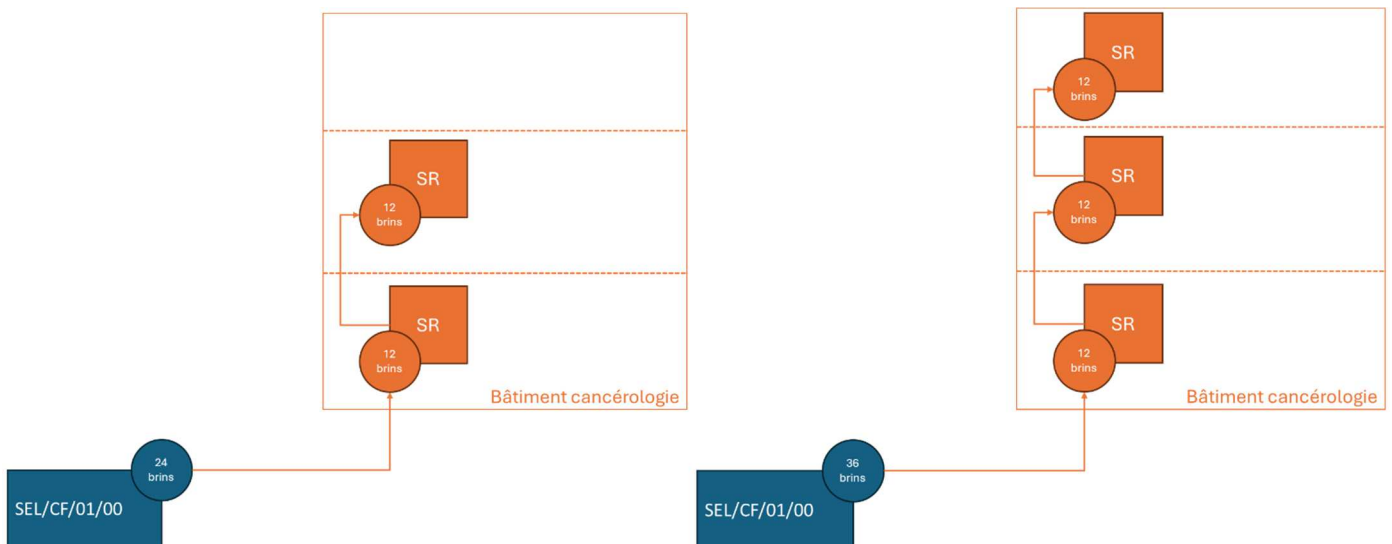 SR
12
brins
SR
12
brins
Bâtiment cancérologie
24
brins
SEL/CF/01/00
SR
12
brins
SR
12
brins
SR
12
brins
Bâtiment cancérologie
36
brins
SEL/CF/01/00